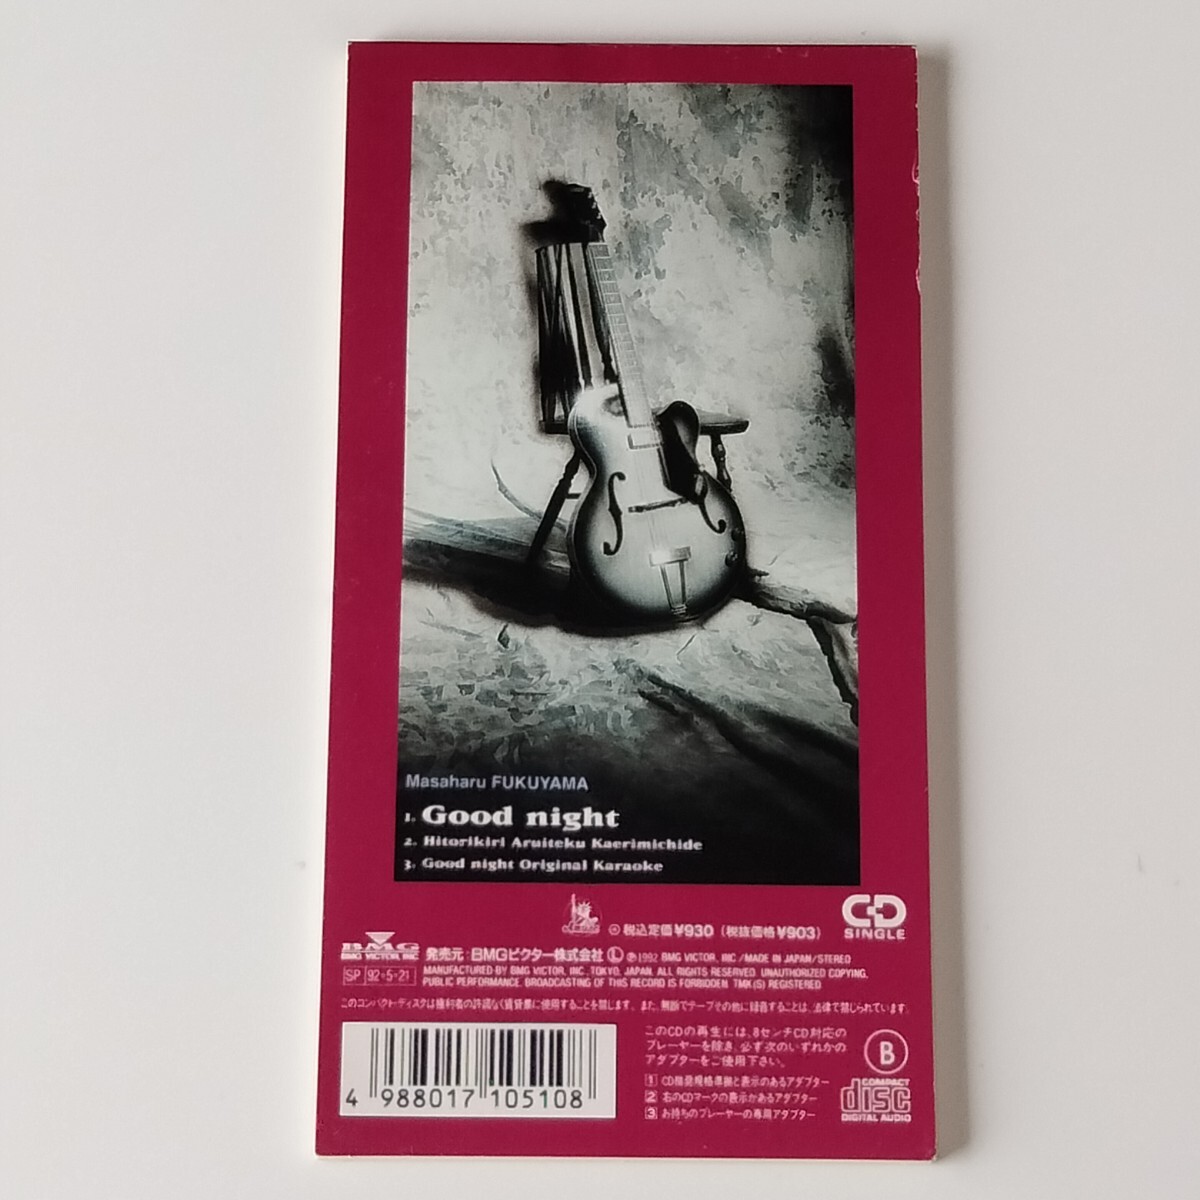 Masaharu FUKUYAMA
1. Good night
2. Hitorikiri Aruiteku Kaerimichide
3. Good night Original Karaoke
税込定価¥930 (税抜価格¥903)
CD
SINGLE
BMG
BMG VICTOR, INC.
発売元:BMGビクター株式会社 Ⓛ ℗1992 BMG VICTOR, INC./MADE IN JAPAN/STEREO
SP 92・5・21
MANUFACTURED BY BMG VICTOR, INC., TOKYO, JAPAN. ALL RIGHTS RESERVED. UNAUTHORIZED COPYING,
PUBLIC PERFORMANCE, BROADCASTING OF THIS RECORD IS FORBIDDEN. TMK(S) REGISTERED
このコンパクト・ディスクは権利者の許諾なく賃貸業に使用することを禁じます。また、無断でテープその他に録音することは、法律で禁じられています。
4 988017 105108
このCDの再生には、8センチCD対応の
プレーヤーを除き、必ず次のいずれかの
アダプターをご使用下さい。
1 CD簡易規格準拠と表示のあるアダプター
2 右のCDマークの表示があるアダプター
3 お持ちのプレーヤーの専用アダプター
B
COMPACT
disc
DIGITAL AUDIO